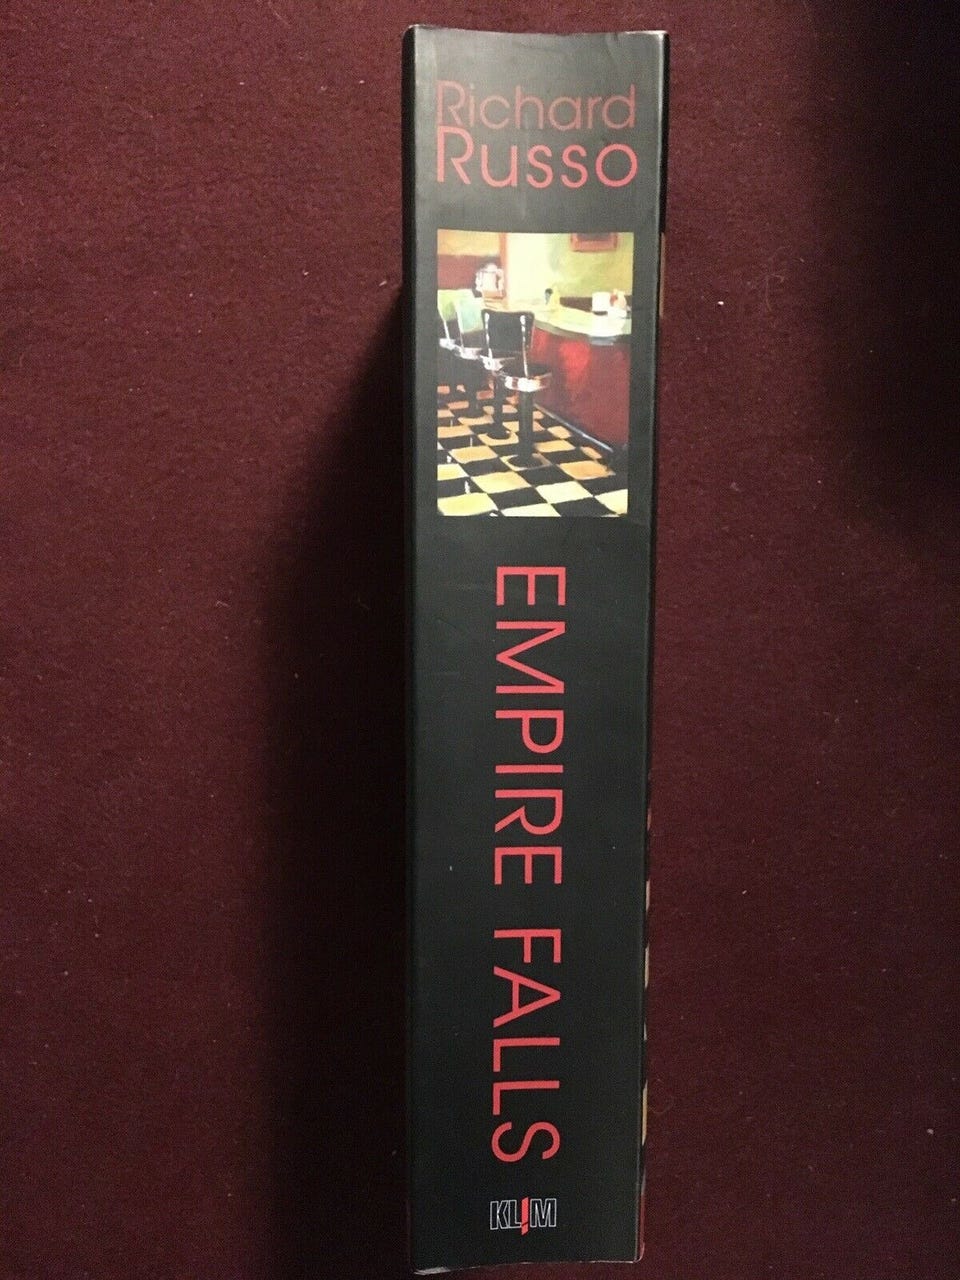 Richard
Russo
EMPIRE FALLS
KLIM